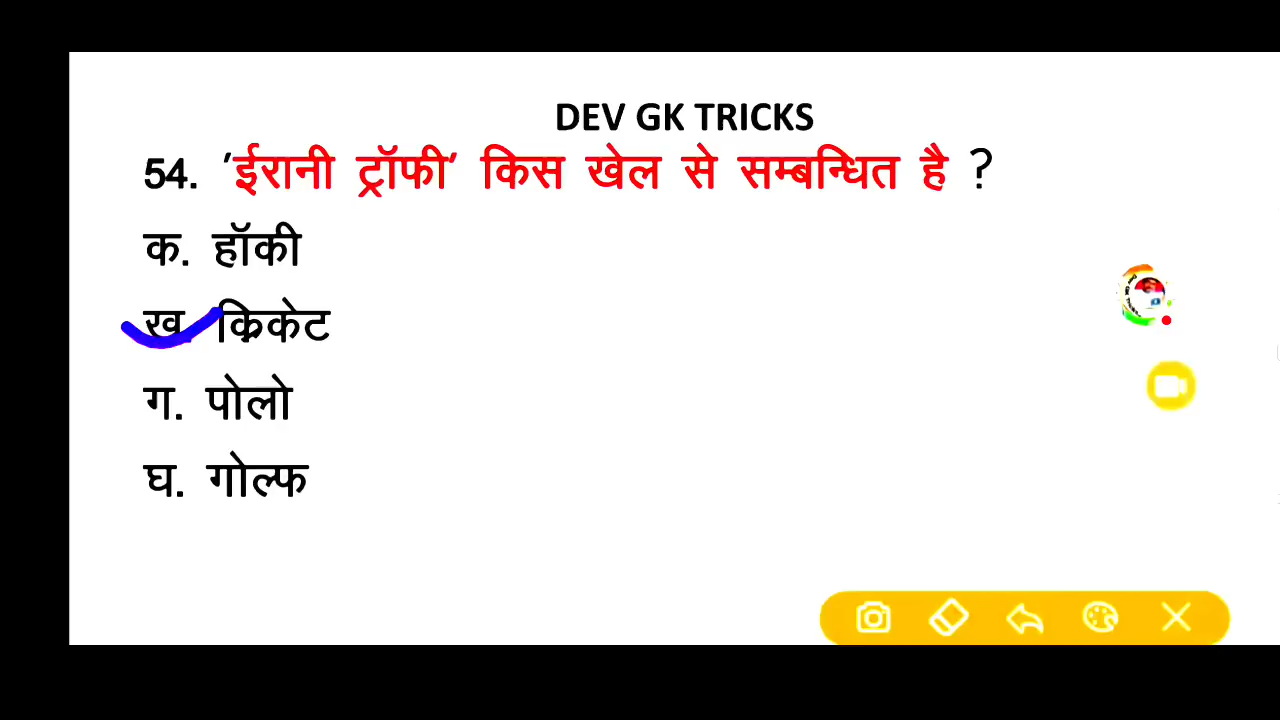 DEV GK TRICKS
54. 'ईरानी ट्रॉफी' किस खेल से सम्बन्धित है ?
क. हॉकी
ख. क्रिकेट
ग. पोलो
घ. गोल्फ